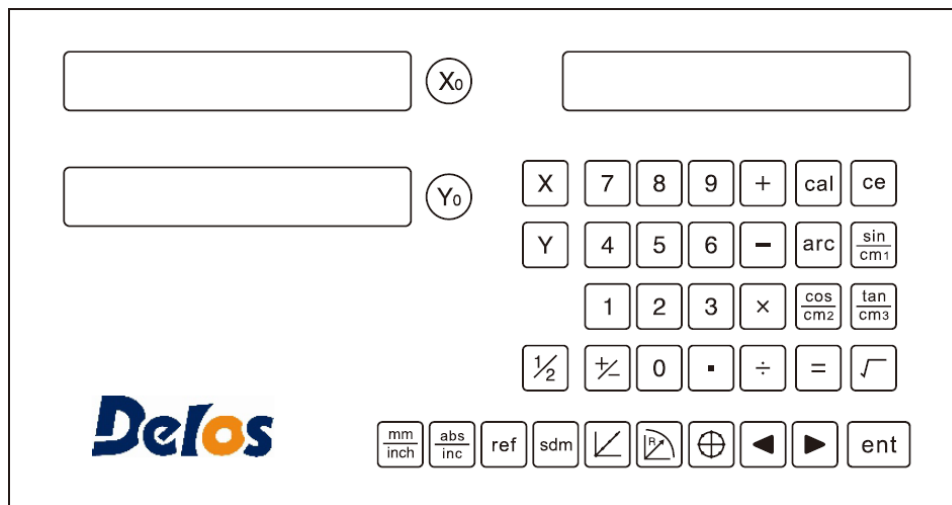 X0
Y0
X 7 8 9 + cal ce
Y 4 5 6 − arc sin cm1
1 2 3 × cos cm2 tan cm3
1/2 +/− 0 . ÷ = √
Delos
mm inch abs inc ref sdm R ent